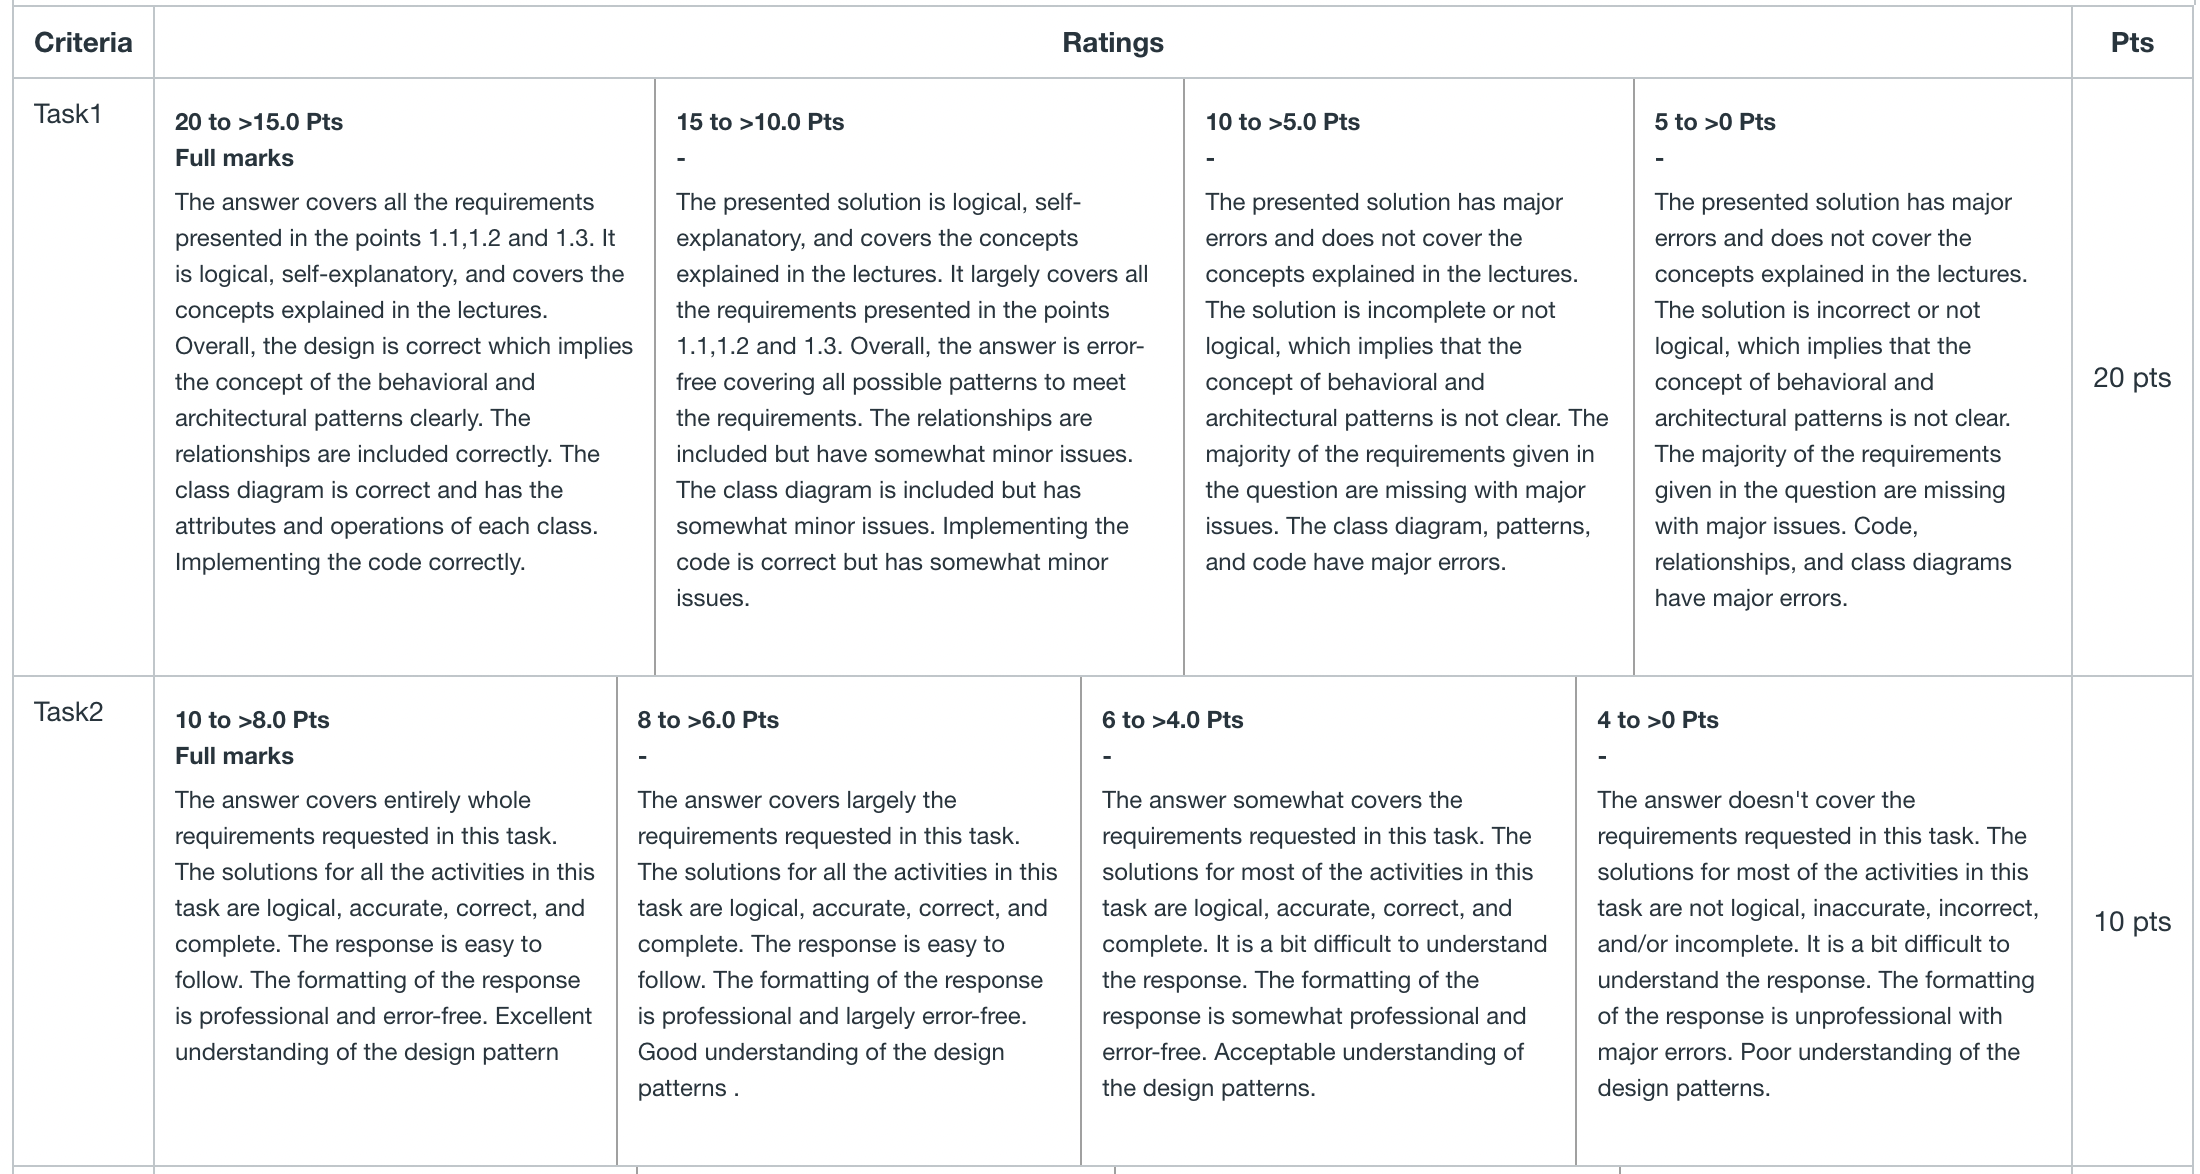 Criteria
Ratings
Pts
Task1
20 to >15.0 Pts
Full marks
The answer covers all the requirements
presented in the points 1.1,1.2 and 1.3. It
is logical, self-explanatory, and covers the
concepts explained in the lectures.
Overall, the design is correct which implies
the concept of the behavioral and
architectural patterns clearly. The
relationships are included correctly. The
class diagram is correct and has the
attributes and operations of each class.
Implementing the code correctly.
15 to >10.0 Pts
-
The presented solution is logical, self-
explanatory, and covers the concepts
explained in the lectures. It largely covers all
the requirements presented in the points
1.1,1.2 and 1.3. Overall, the answer is error-
free covering all possible patterns to meet
the requirements. The relationships are
included but have somewhat minor issues.
The class diagram is included but has
somewhat minor issues. Implementing the
code is correct but has somewhat minor
issues.
10 to >5.0 Pts
-
The presented solution has major
errors and does not cover the
concepts explained in the lectures.
The solution is incomplete or not
logical, which implies that the
concept of behavioral and
architectural patterns is not clear. The
majority of the requirements given in
the question are missing with major
issues. The class diagram, patterns,
and code have major errors.
5 to >0 Pts
-
The presented solution has major
errors and does not cover the
concepts explained in the lectures.
The solution is incorrect or not
logical, which implies that the
concept of behavioral and
architectural patterns is not clear.
The majority of the requirements
given in the question are missing
with major issues. Code,
relationships, and class diagrams
have major errors.
20 pts
Task2
10 to >8.0 Pts
Full marks
The answer covers entirely whole
requirements requested in this task.
The solutions for all the activities in this
task are logical, accurate, correct, and
complete. The response is easy to
follow. The formatting of the response
is professional and error-free. Excellent
understanding of the design pattern
8 to >6.0 Pts
-
The answer covers largely the
requirements requested in this task.
The solutions for all the activities in this
task are logical, accurate, correct, and
complete. The response is easy to
follow. The formatting of the response
is professional and largely error-free.
Good understanding of the design
patterns .
6 to >4.0 Pts
-
The answer somewhat covers the
requirements requested in this task. The
solutions for most of the activities in this
task are logical, accurate, correct, and
complete. It is a bit difficult to understand
the response. The formatting of the
response is somewhat professional and
error-free. Acceptable understanding of
the design patterns.
4 to >0 Pts
-
The answer doesn't cover the
requirements requested in this task. The
solutions for most of the activities in this
task are not logical, inaccurate, incorrect,
and/or incomplete. It is a bit difficult to
understand the response. The formatting
of the response is unprofessional with
major errors. Poor understanding of the
design patterns.
10 pts